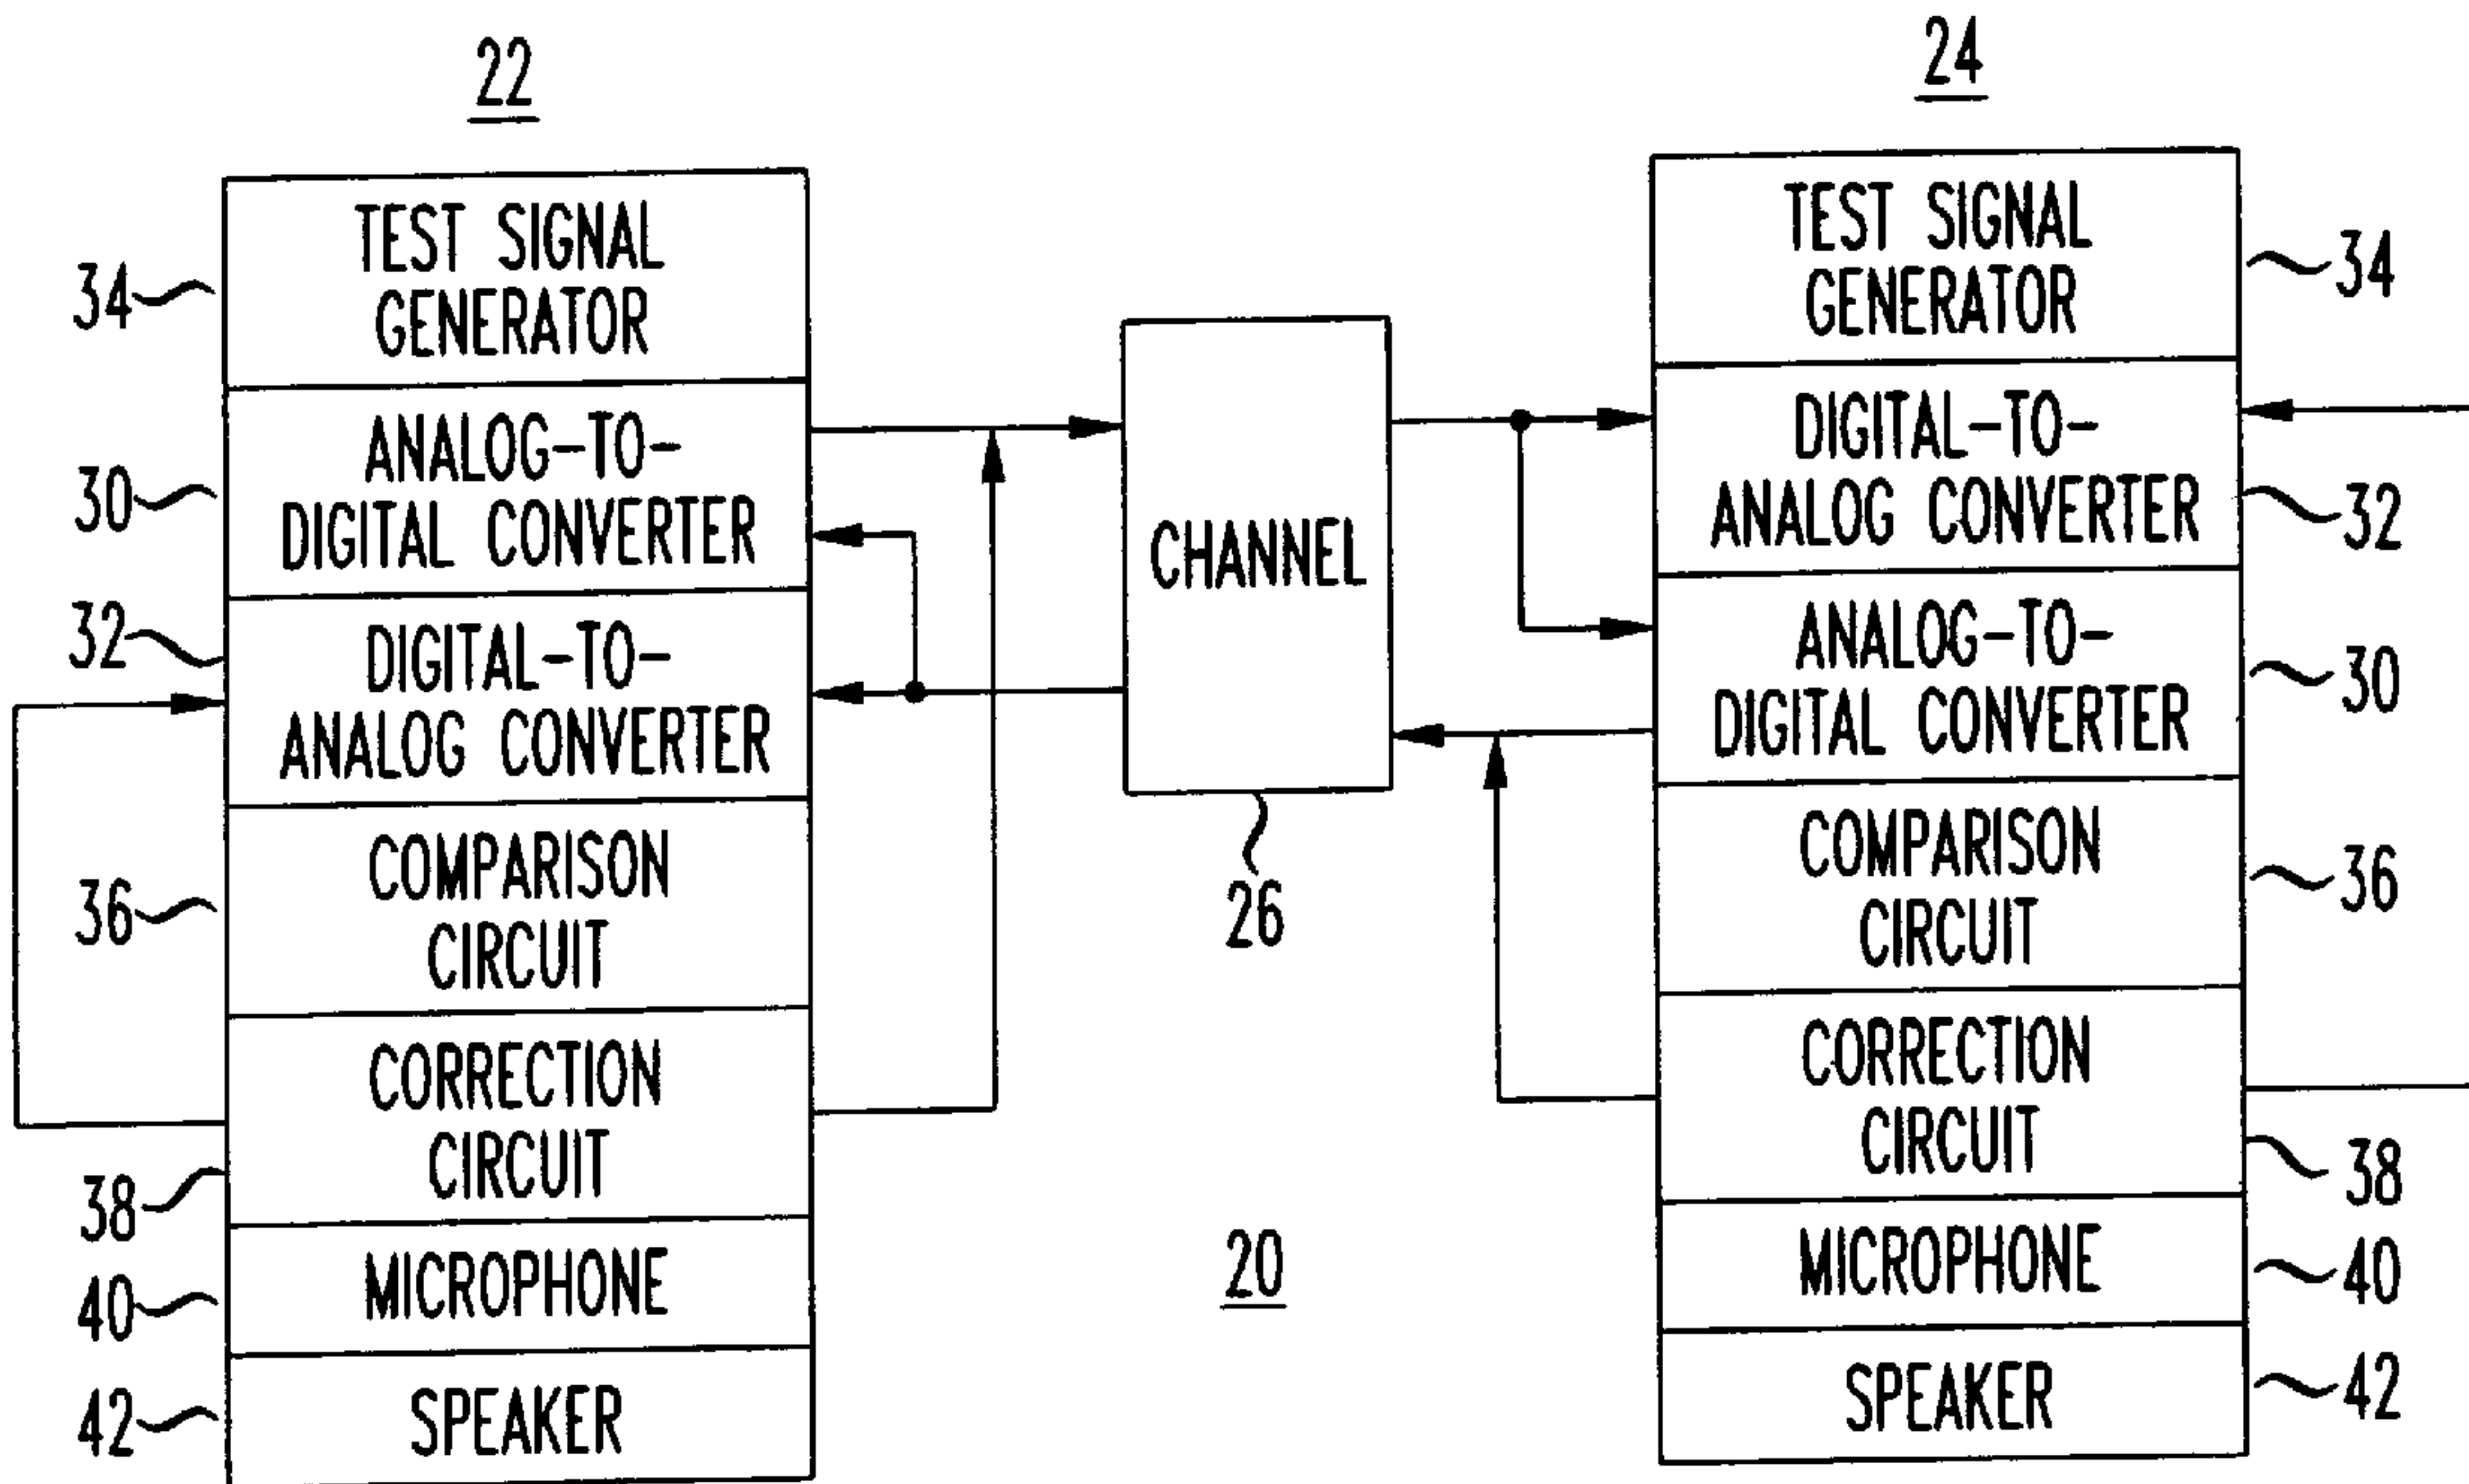 22
TEST SIGNAL
GENERATOR
34
ANALOG-TO-
DIGITAL CONVERTER
30
32
DIGITAL-TO-
ANALOG CONVERTER
COMPARISON
CIRCUIT
36
CORRECTION
CIRCUIT
38
MICROPHONE
40
SPEAKER
42
CHANNEL
26
20
24
TEST SIGNAL
GENERATOR
34
DIGITAL-TO-
ANALOG CONVERTER
32
ANALOG-TO-
DIGITAL CONVERTER
30
COMPARISON
CIRCUIT
36
CORRECTION
CIRCUIT
38
MICROPHONE
40
SPEAKER
42